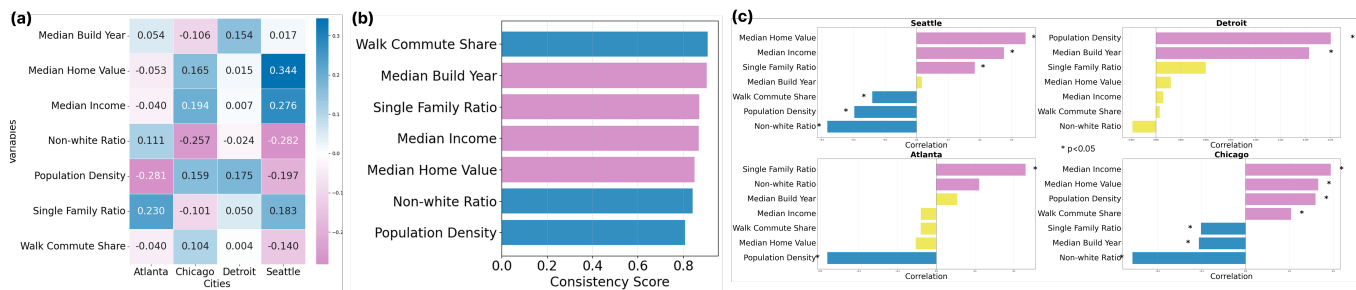 (a)
variables
Median Build Year 0.054 -0.106 0.154 0.017
Median Home Value -0.053 0.165 0.015 0.344
Median Income -0.040 0.194 0.007 0.276
Non-white Ratio 0.111 -0.257 -0.024 -0.282
Population Density -0.281 0.159 0.175 -0.197
Single Family Ratio 0.230 -0.101 0.050 0.183
Walk Commute Share -0.040 0.104 0.004 -0.140
Atlanta Chicago Detroit Seattle
Cities
0.3
0.2
0.1
0.0
-0.1
-0.2
(b)
Walk Commute Share
Median Build Year
Single Family Ratio
Median Income
Median Home Value
Non-white Ratio
Population Density
0.0 0.2 0.4 0.6 0.8
Consistency Score
(c)
Seattle
Median Home Value *
Median Income *
Single Family Ratio *
Median Build Year
Walk Commute Share *
Population Density *
Non-white Ratio *
Correlation
Detroit
Population Density *
Median Build Year *
Single Family Ratio
Median Home Value
Median Income
Walk Commute Share
Non-white Ratio
Correlation
* p<0.05
Atlanta
Single Family Ratio *
Non-white Ratio
Median Build Year
Median Income
Walk Commute Share
Median Home Value
Population Density *
Correlation
Chicago
Median Income *
Median Home Value *
Population Density *
Walk Commute Share *
Single Family Ratio *
Median Build Year *
Non-white Ratio *
Correlation